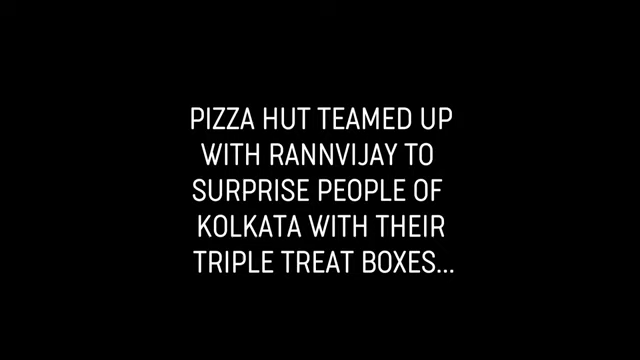 PIZZA HUT TEAMED UP
WITH RANNVIJAY TO
SURPRISE PEOPLE OF
KOLKATA WITH THEIR
TRIPLE TREAT BOXES...